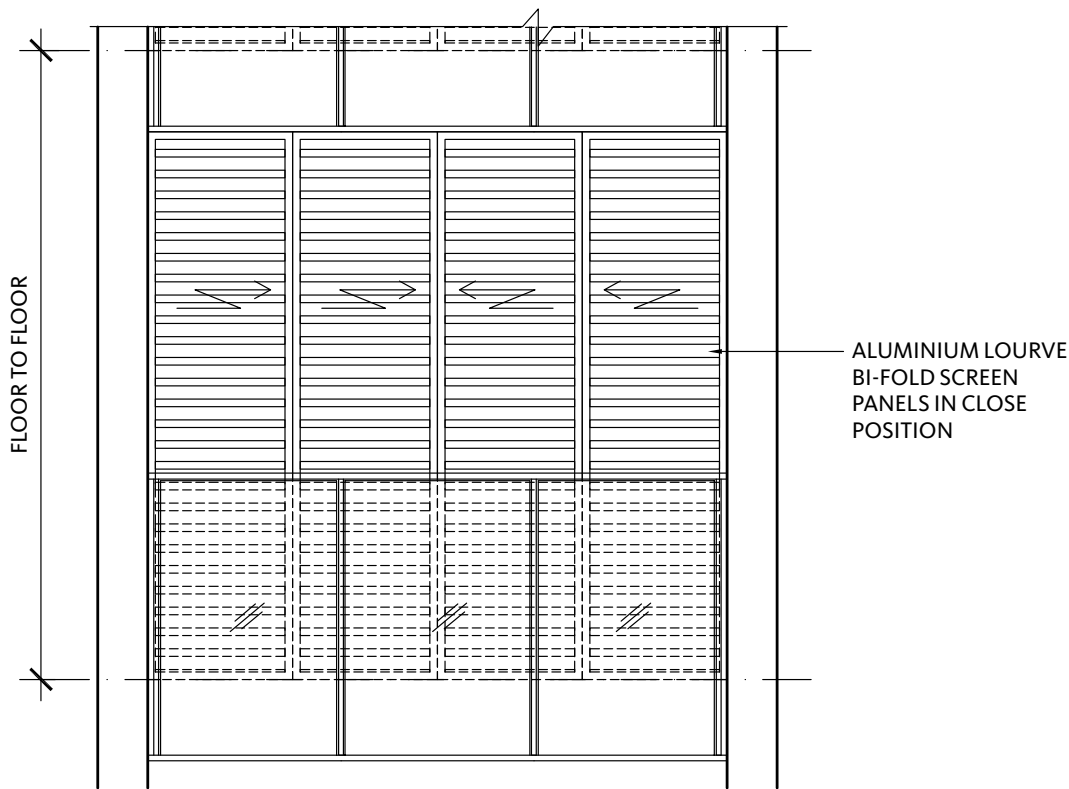 FLOOR TO FLOOR
ALUMINIUM LOURVE
BI-FOLD SCREEN
PANELS IN CLOSE
POSITION